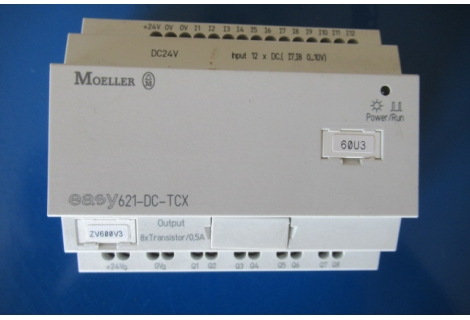 +24V 0V 0V I1 I2 I3 I4 I5 I6 I7 I8 I9 I10 I11 I12
DC24V Input 12 x DC,( I7,I8 0..10V)
MOELLER
Power/Run
60U3
easy621-DC-TCX
Output
ZV600V3
8xTransistor/0.5A
+24VQ 0VQ Q1 Q2 Q3 Q4 Q5 Q6 Q7 Q8